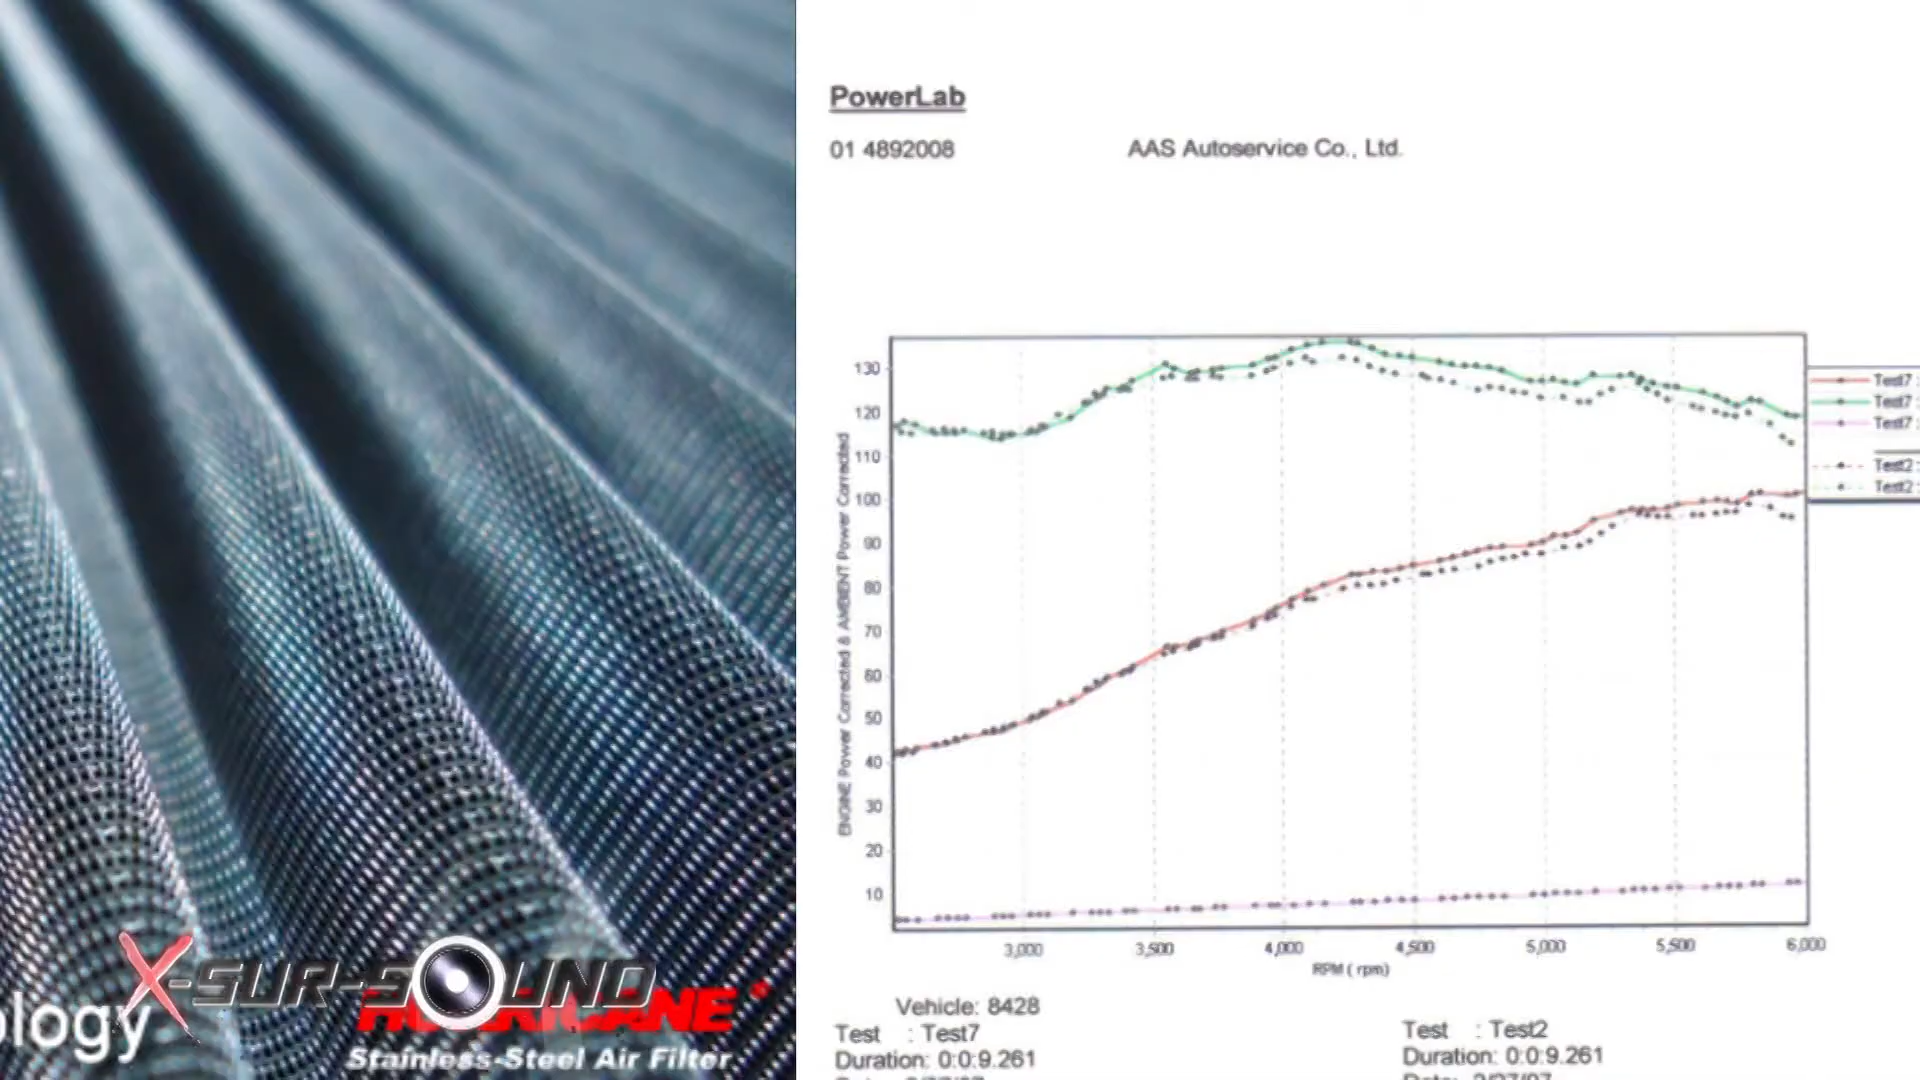 PowerLab
01 4892008
AAS Autoservice Co., Ltd.
130
120
110
100
90
80
70
60
50
40
30
20
10
ENGINE Power Corrected & AMBIENT Power Corrected
3,000
3,500
4,000
4,500
5,000
5,500
6,000
RPM ( rpm)
Test7 :
Test7 :
Test7 :
Test2 :
Test2 :
Vehicle: 8428
Test : Test7
Duration: 0:0:9.261
Test : Test2
Duration: 0:0:9.261
X-SUR-SOUND
ology
HURRICANE
Stainless-Steel Air Filter